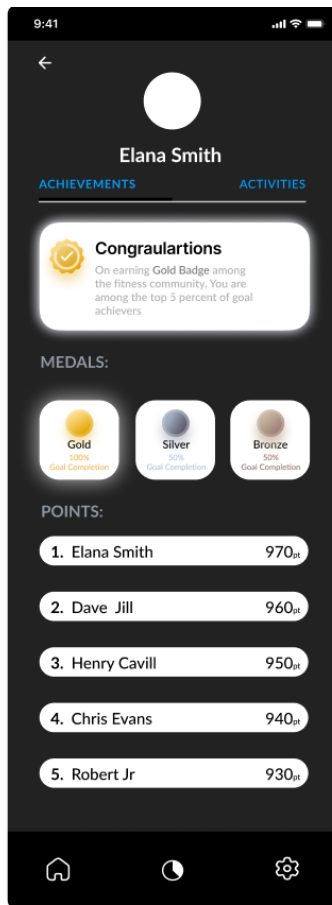 9:41
Elana Smith
ACHIEVEMENTS ACTIVITIES
Congraulartions
On earning Gold Badge among
the fitness community, You are
among the top 5 percent of goal
achievers
MEDALS:
Gold Silver Bronze
100% 50% 50%
Goal Completion Goal Completion Goal Completion
POINTS:
1. Elana Smith 970pt
2. Dave Jill 960pt
3. Henry Cavill 950pt
4. Chris Evans 940pt
5. Robert Jr 930pt